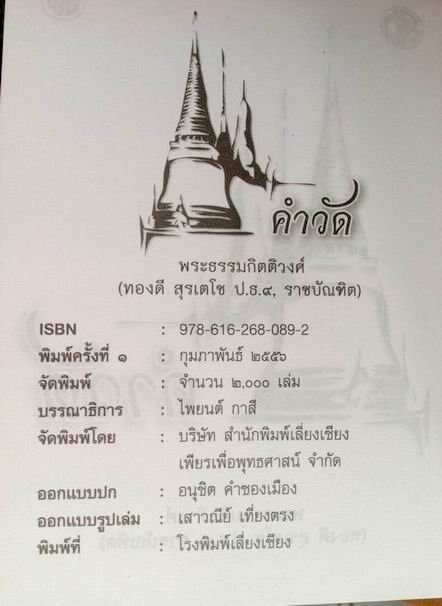 คำวัด
พระธรรมกิตติวงศ์
(ทองดี สุรเตโช ป.ธ.๙, ราชบัณฑิต)
ISBN : 978-616-268-089-2
พิมพ์ครั้งที่ ๑ : กุมภาพันธ์ ๒๕๕๖
จัดพิมพ์ : จำนวน ๒,๐๐๐ เล่ม
บรรณาธิการ : ไพยนต์ กาสี
จัดพิมพ์โดย : บริษัท สำนักพิมพ์เลี่ยงเชียง
เพียรเพื่อพุทธศาสน์ จำกัด
ออกแบบปก : อนุชิต คำซองเมือง
ออกแบบรูปเล่ม : เสาวณีย์ เที่ยงตรง
พิมพ์ที่ : โรงพิมพ์เลี่ยงเชียง